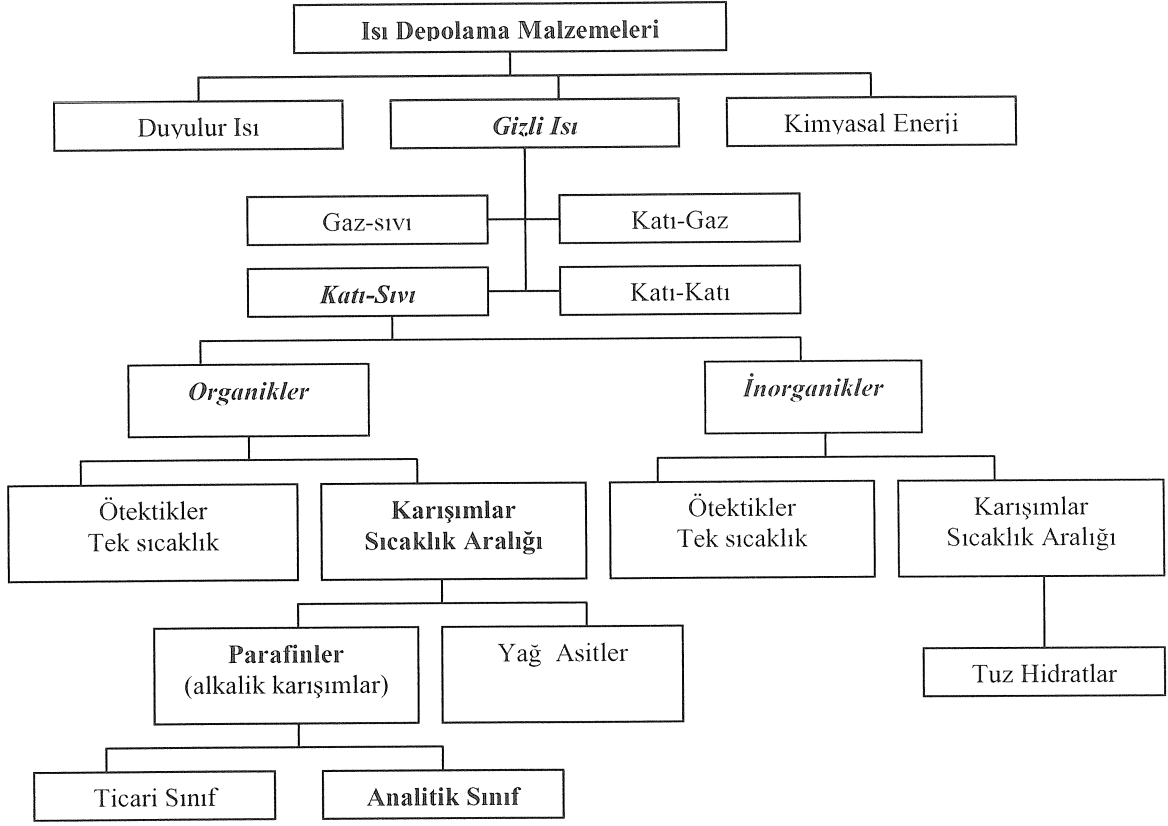 Isı Depolama Malzemeleri
Duyulur Isı
Gizli Isı
Kimyasal Enerji
Gaz-sıvı
Katı-Gaz
Katı-Sıvı
Katı-Katı
Organikler
İnorganikler
Ötektikler
Tek sıcaklık
Karışımlar
Sıcaklık Aralığı
Ötektikler
Tek sıcaklık
Karışımlar
Sıcaklık Aralığı
Parafinler
(alkalik karışımlar)
Yağ Asitler
Tuz Hidratlar
Ticari Sınıf
Analitik Sınıf